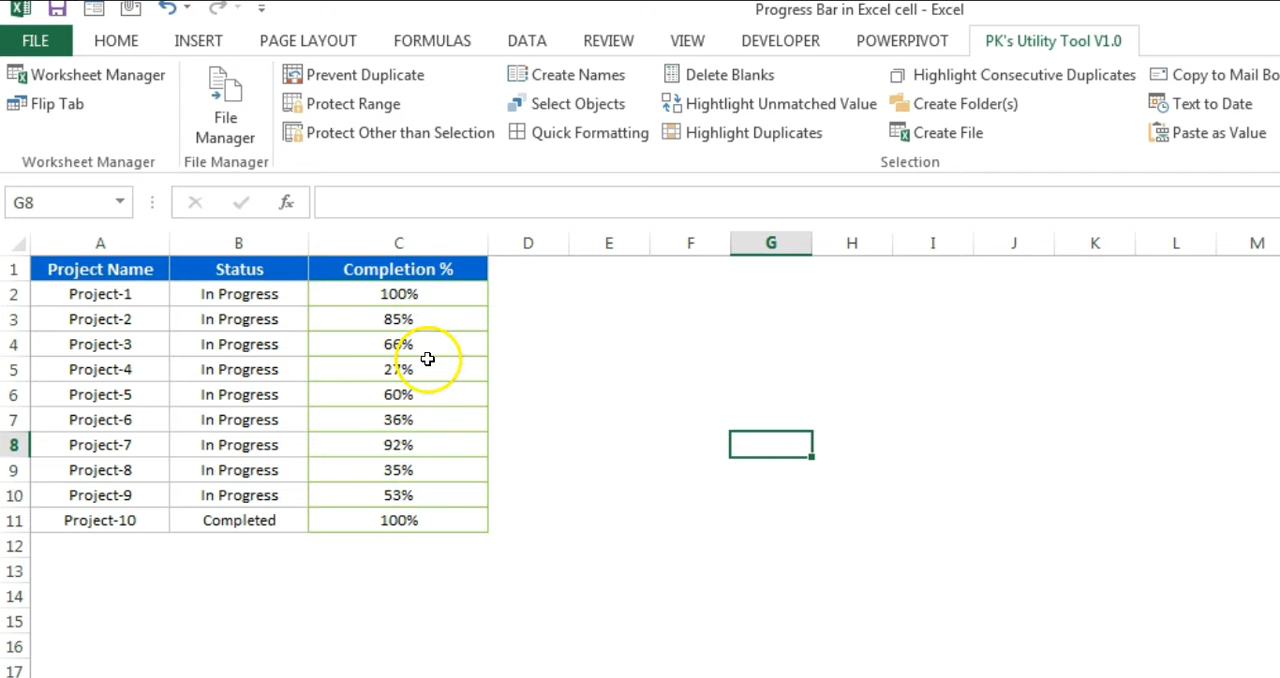 Progress Bar in Excel cell - Excel
FILE HOME INSERT PAGE LAYOUT FORMULAS DATA REVIEW VIEW DEVELOPER POWERPIVOT PK's Utility Tool V1.0
Worksheet Manager
Flip Tab
Worksheet Manager
File
Manager
File Manager
Prevent Duplicate
Protect Range
Protect Other than Selection
Create Names
Select Objects
Quick Formatting
Delete Blanks
Hightlight Unmatched Value
Highlight Duplicates
Highlight Consecutive Duplicates
Create Folder(s)
Create File
Copy to Mail Bo
Text to Date
Paste as Value
Selection
G8 fx
A B C D E F G H I J K L M
1 Project Name Status Completion %
2 Project-1 In Progress 100%
3 Project-2 In Progress 85%
4 Project-3 In Progress 66%
5 Project-4 In Progress 27%
6 Project-5 In Progress 60%
7 Project-6 In Progress 36%
8 Project-7 In Progress 92%
9 Project-8 In Progress 35%
10 Project-9 In Progress 53%
11 Project-10 Completed 100%
12
13
14
15
16
17